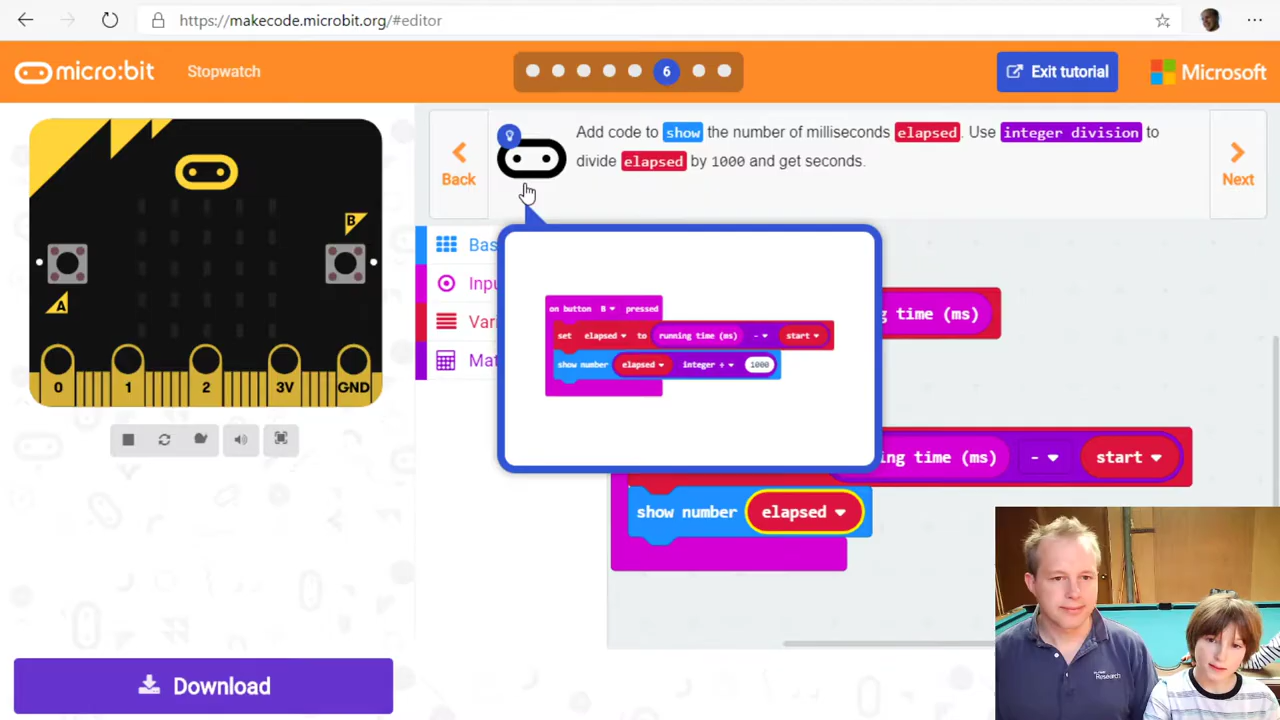 https://makecode.microbit.org/#editor
micro:bit
Stopwatch
6
Exit tutorial
Microsoft
Back
Add code to show the number of milliseconds elapsed. Use integer division to
divide elapsed by 1000 and get seconds.
Next
Bas
Inpu
Vari
Mat
on button B pressed
set elapsed to running time (ms) - start
show number elapsed integer ÷ 1000
g time (ms)
ing time (ms) - start
show number elapsed
A
B
0 1 2 3V GND
Download
Research